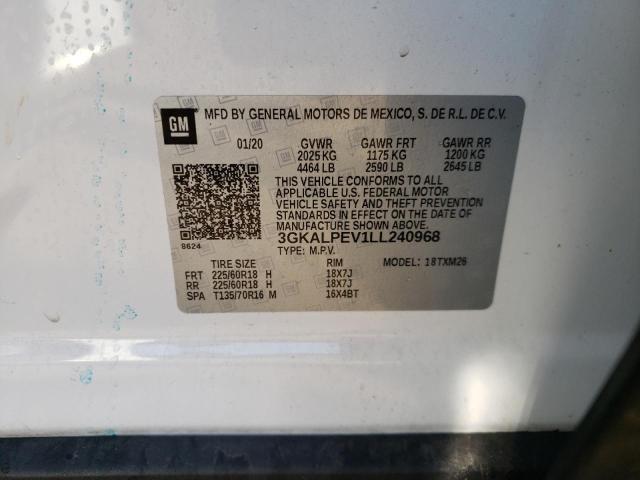 GM
MFD BY GENERAL MOTORS DE MEXICO, S. DE R.L. DE C.V.
01/20 GVWR GAWR FRT GAWR RR
2025 KG 1175 KG 1200 KG
4464 LB 2590 LB 2645 LB
THIS VEHICLE CONFORMS TO ALL
APPLICABLE U.S. FEDERAL MOTOR
VEHICLE SAFETY, BUMPER, AND THEFT
PREVENTION STANDARDS IN EFFECT ON
THE DATE OF MANUFACTURE SHOWN ABOVE.
8624
3GKALPEV1LL240968
TYPE: M.P.V. MODEL: 18TXM26
TIRE SIZE RIM
FRT 225/60R18 H 18X7J
RR 225/60R18 H 18X7J
SPA T135/70R16 M 16X4BT